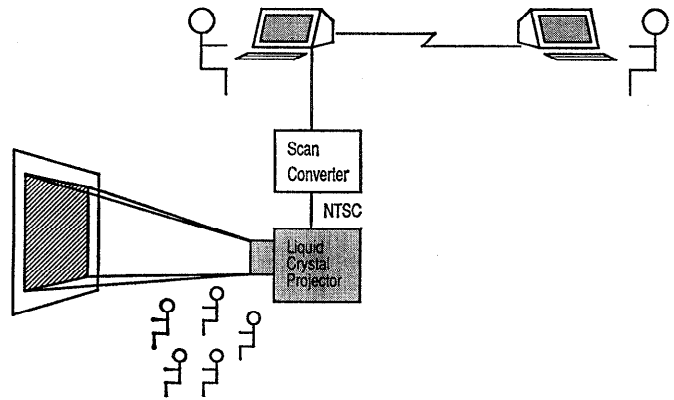 Scan
Converter
NTSC
Liquid
Crystal
Projector